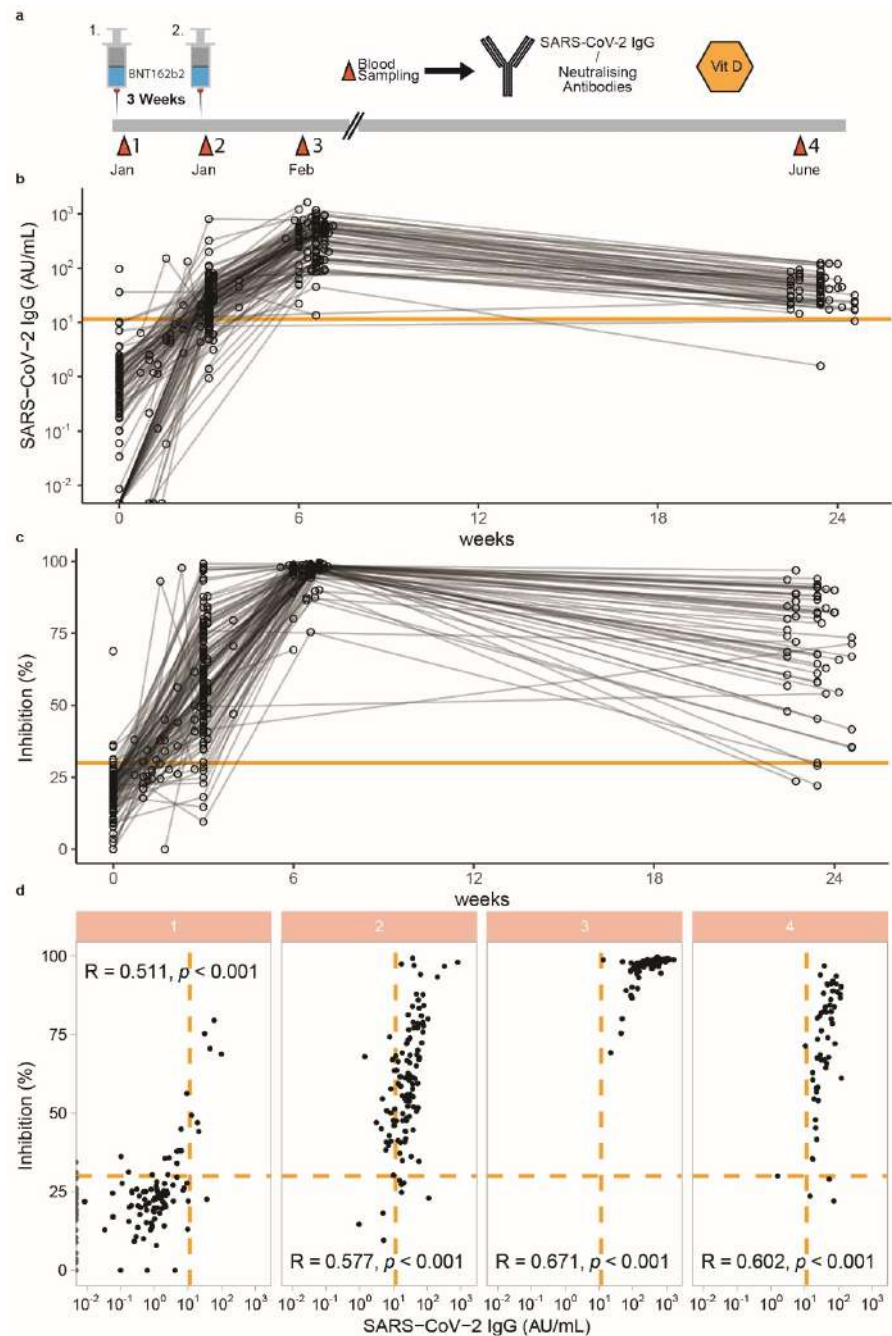 a
1.
2.
BNT162b2
3 Weeks
Blood
Sampling
SARS-CoV-2 IgG
/
Neutralising
Antibodies
Vit D
1
2
3
4
Jan
Jan
Feb
June
b
SARS−CoV−2 IgG (AU/mL)
10³
10²
10¹
10⁰
10⁻¹
10⁻²
0
6
12
18
24
weeks
c
Inhibition (%)
100
75
50
25
0
0
6
12
18
24
weeks
d
1
2
3
4
Inhibition (%)
100
75
50
25
0
R = 0.511, p < 0.001
R = 0.577, p < 0.001
R = 0.671, p < 0.001
R = 0.602, p < 0.001
10⁻² 10⁻¹ 10⁰ 10¹ 10² 10³
10⁻² 10⁻¹ 10⁰ 10¹ 10² 10³
10⁻² 10⁻¹ 10⁰ 10¹ 10² 10³
10⁻² 10⁻¹ 10⁰ 10¹ 10² 10³
SARS−CoV−2 IgG (AU/mL)